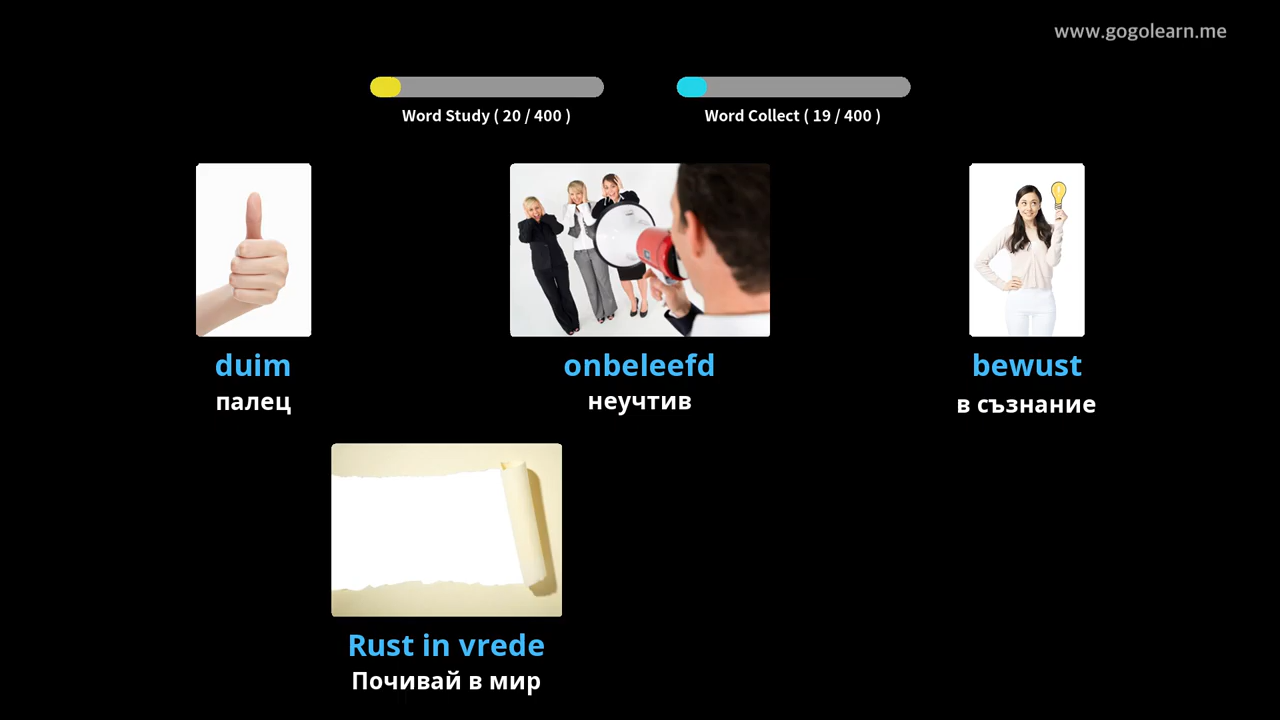 www.gogolearn.me
Word Study ( 20 / 400 )
Word Collect ( 19 / 400 )
duim
палец
onbeleefd
неучтив
bewust
в съзнание
Rust in vrede
Почивай в мир